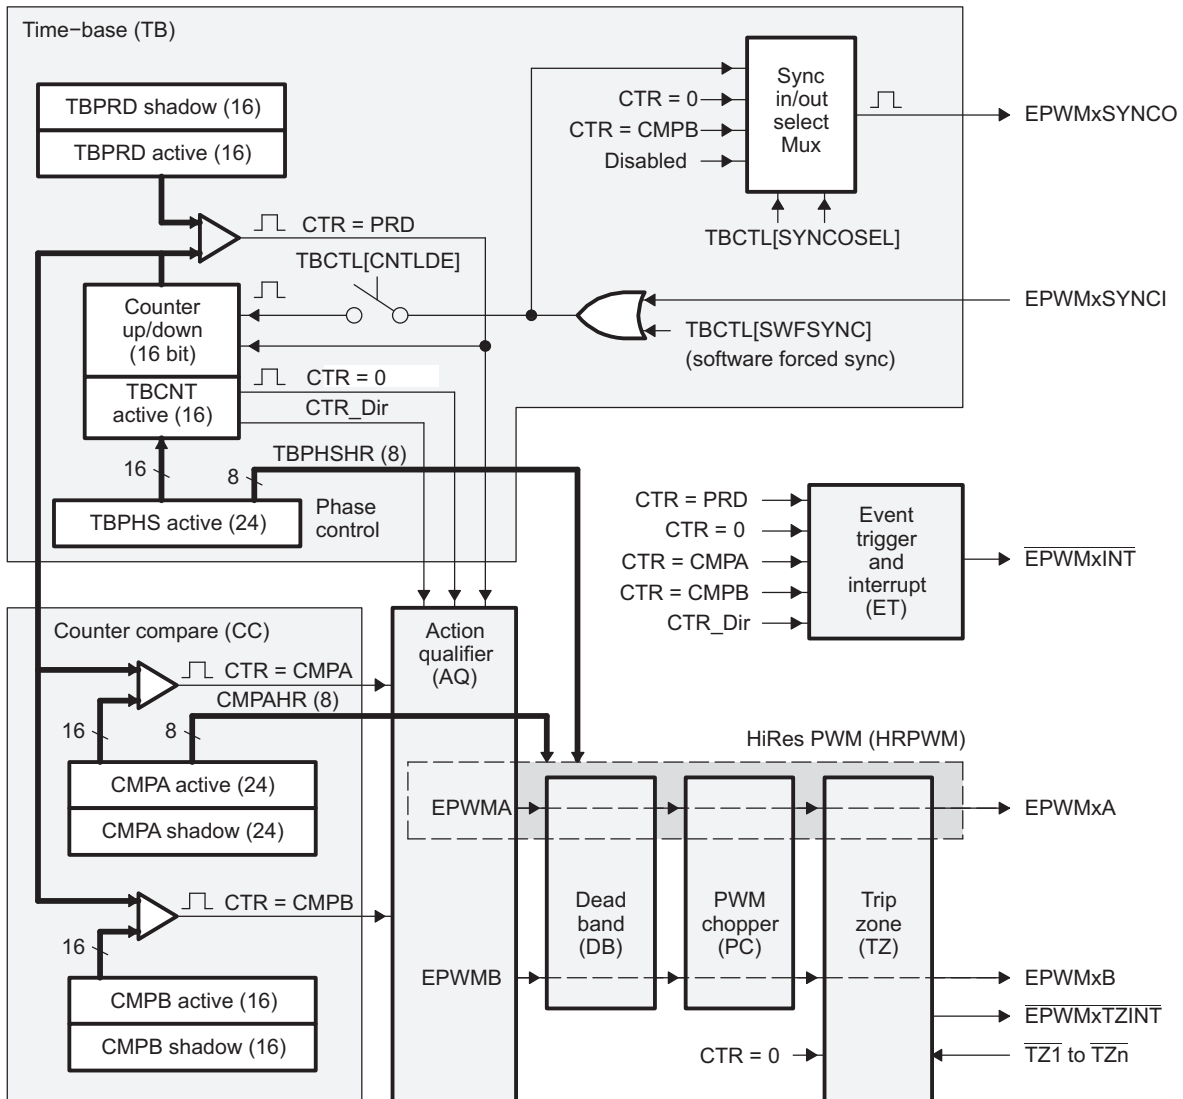 Time−base (TB)
TBPRD shadow (16)
TBPRD active (16)
CTR = PRD
TBCTL[CNTLDE]
Counter
up/down
(16 bit)
TBCNT
active (16)
CTR = 0
CTR_Dir
16
8
TBPHSHR (8)
TBPHS active (24)
Phase
control
CTR = 0
CTR = CMPB
Disabled
Sync
in/out
select
Mux
TBCTL[SYNCOSEL]
EPWMxSYNCO
EPWMxSYNCI
TBCTL[SWFSYNC]
(software forced sync)
CTR = PRD
CTR = 0
CTR = CMPA
CTR = CMPB
CTR_Dir
Event
trigger
and
interrupt
(ET)
EPWMxINT
Counter compare (CC)
CTR = CMPA
16
8
CMPAHR (8)
CMPA active (24)
CMPA shadow (24)
CTR = CMPB
16
CMPB active (16)
CMPB shadow (16)
Action
qualifier
(AQ)
HiRes PWM (HRPWM)
EPWMA
EPWMB
Dead
band
(DB)
PWM
chopper
(PC)
Trip
zone
(TZ)
CTR = 0
EPWMxA
EPWMxB
EPWMxTZINT
TZ1 to TZn